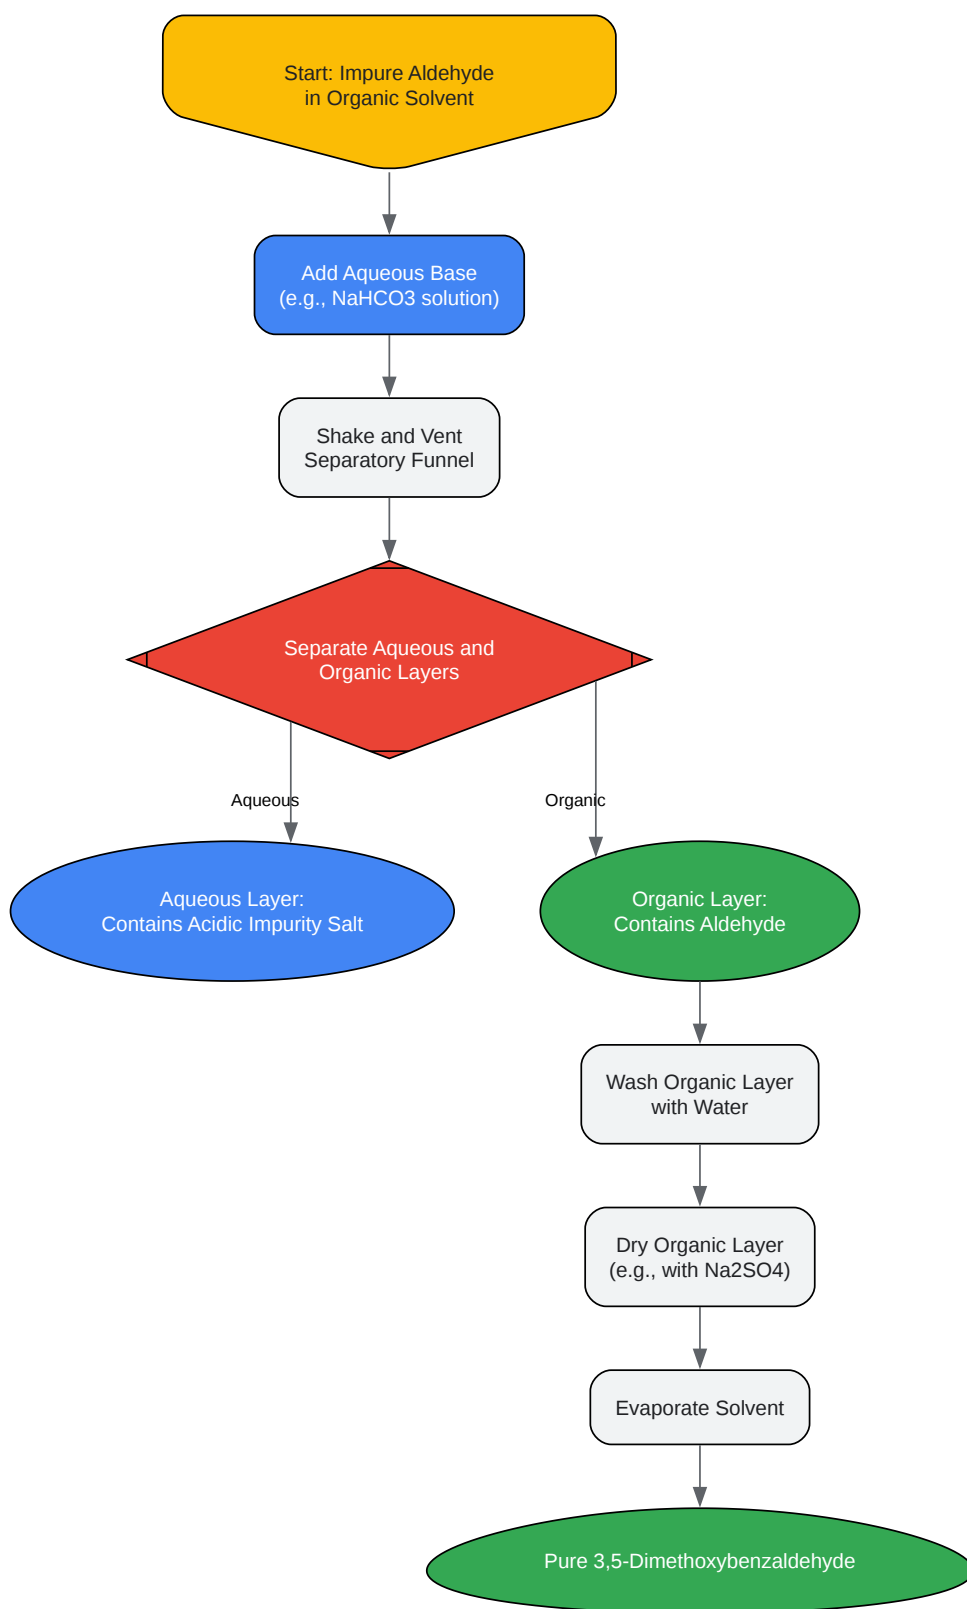 Start: Impure Aldehyde
in Organic Solvent
Add Aqueous Base
(e.g., NaHCO3 solution)
Shake and Vent
Separatory Funnel
Separate Aqueous and
Organic Layers
Aqueous
Organic
Aqueous Layer:
Contains Acidic Impurity Salt
Organic Layer:
Contains Aldehyde
Wash Organic Layer
with Water
Dry Organic Layer
(e.g., with Na2SO4)
Evaporate Solvent
Pure 3,5-Dimethoxybenzaldehyde